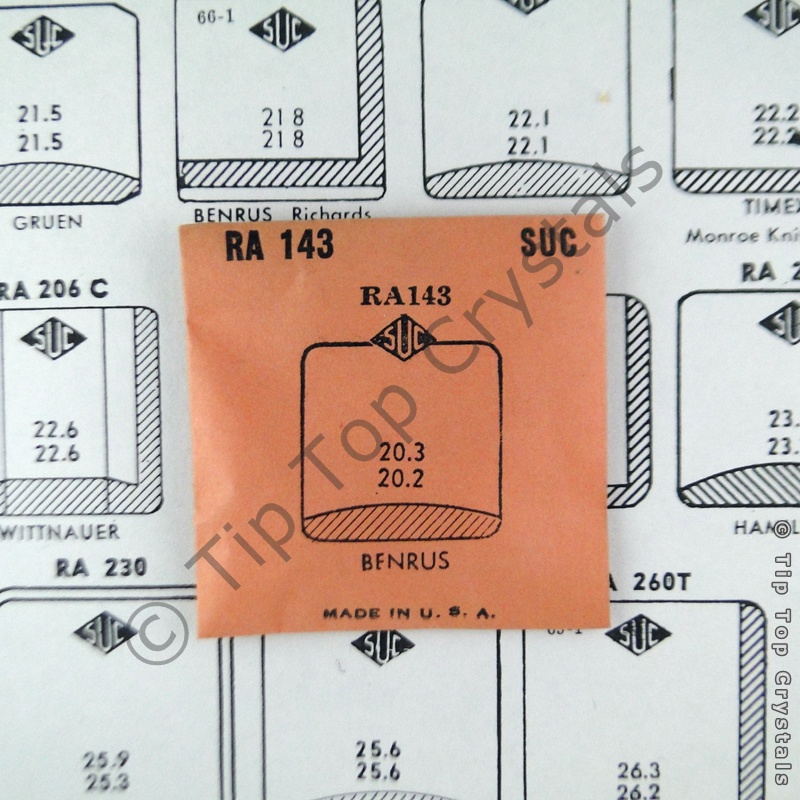 66-1
SUC
SUC
SUC
SUC
21.5
21.5
21 8
21 8
22.1
22.1
22.2
22.2
GRUEN
BENRUS Richards
TIMEX
Monroe
RA 143 SUC
RA143
SUC
20.3
20.2
BENRUS
MADE IN U. S. A.
RA 206 C
SUC
22.6
22.6
WITTNAUER
RA 2
SUC
23.
23.
RA 230
SUC
25.9
25.3
SUC
25.6
25.6
260T
SUC
26.3
26.2
© Tip Top Crystals
© Tip Top Crystals